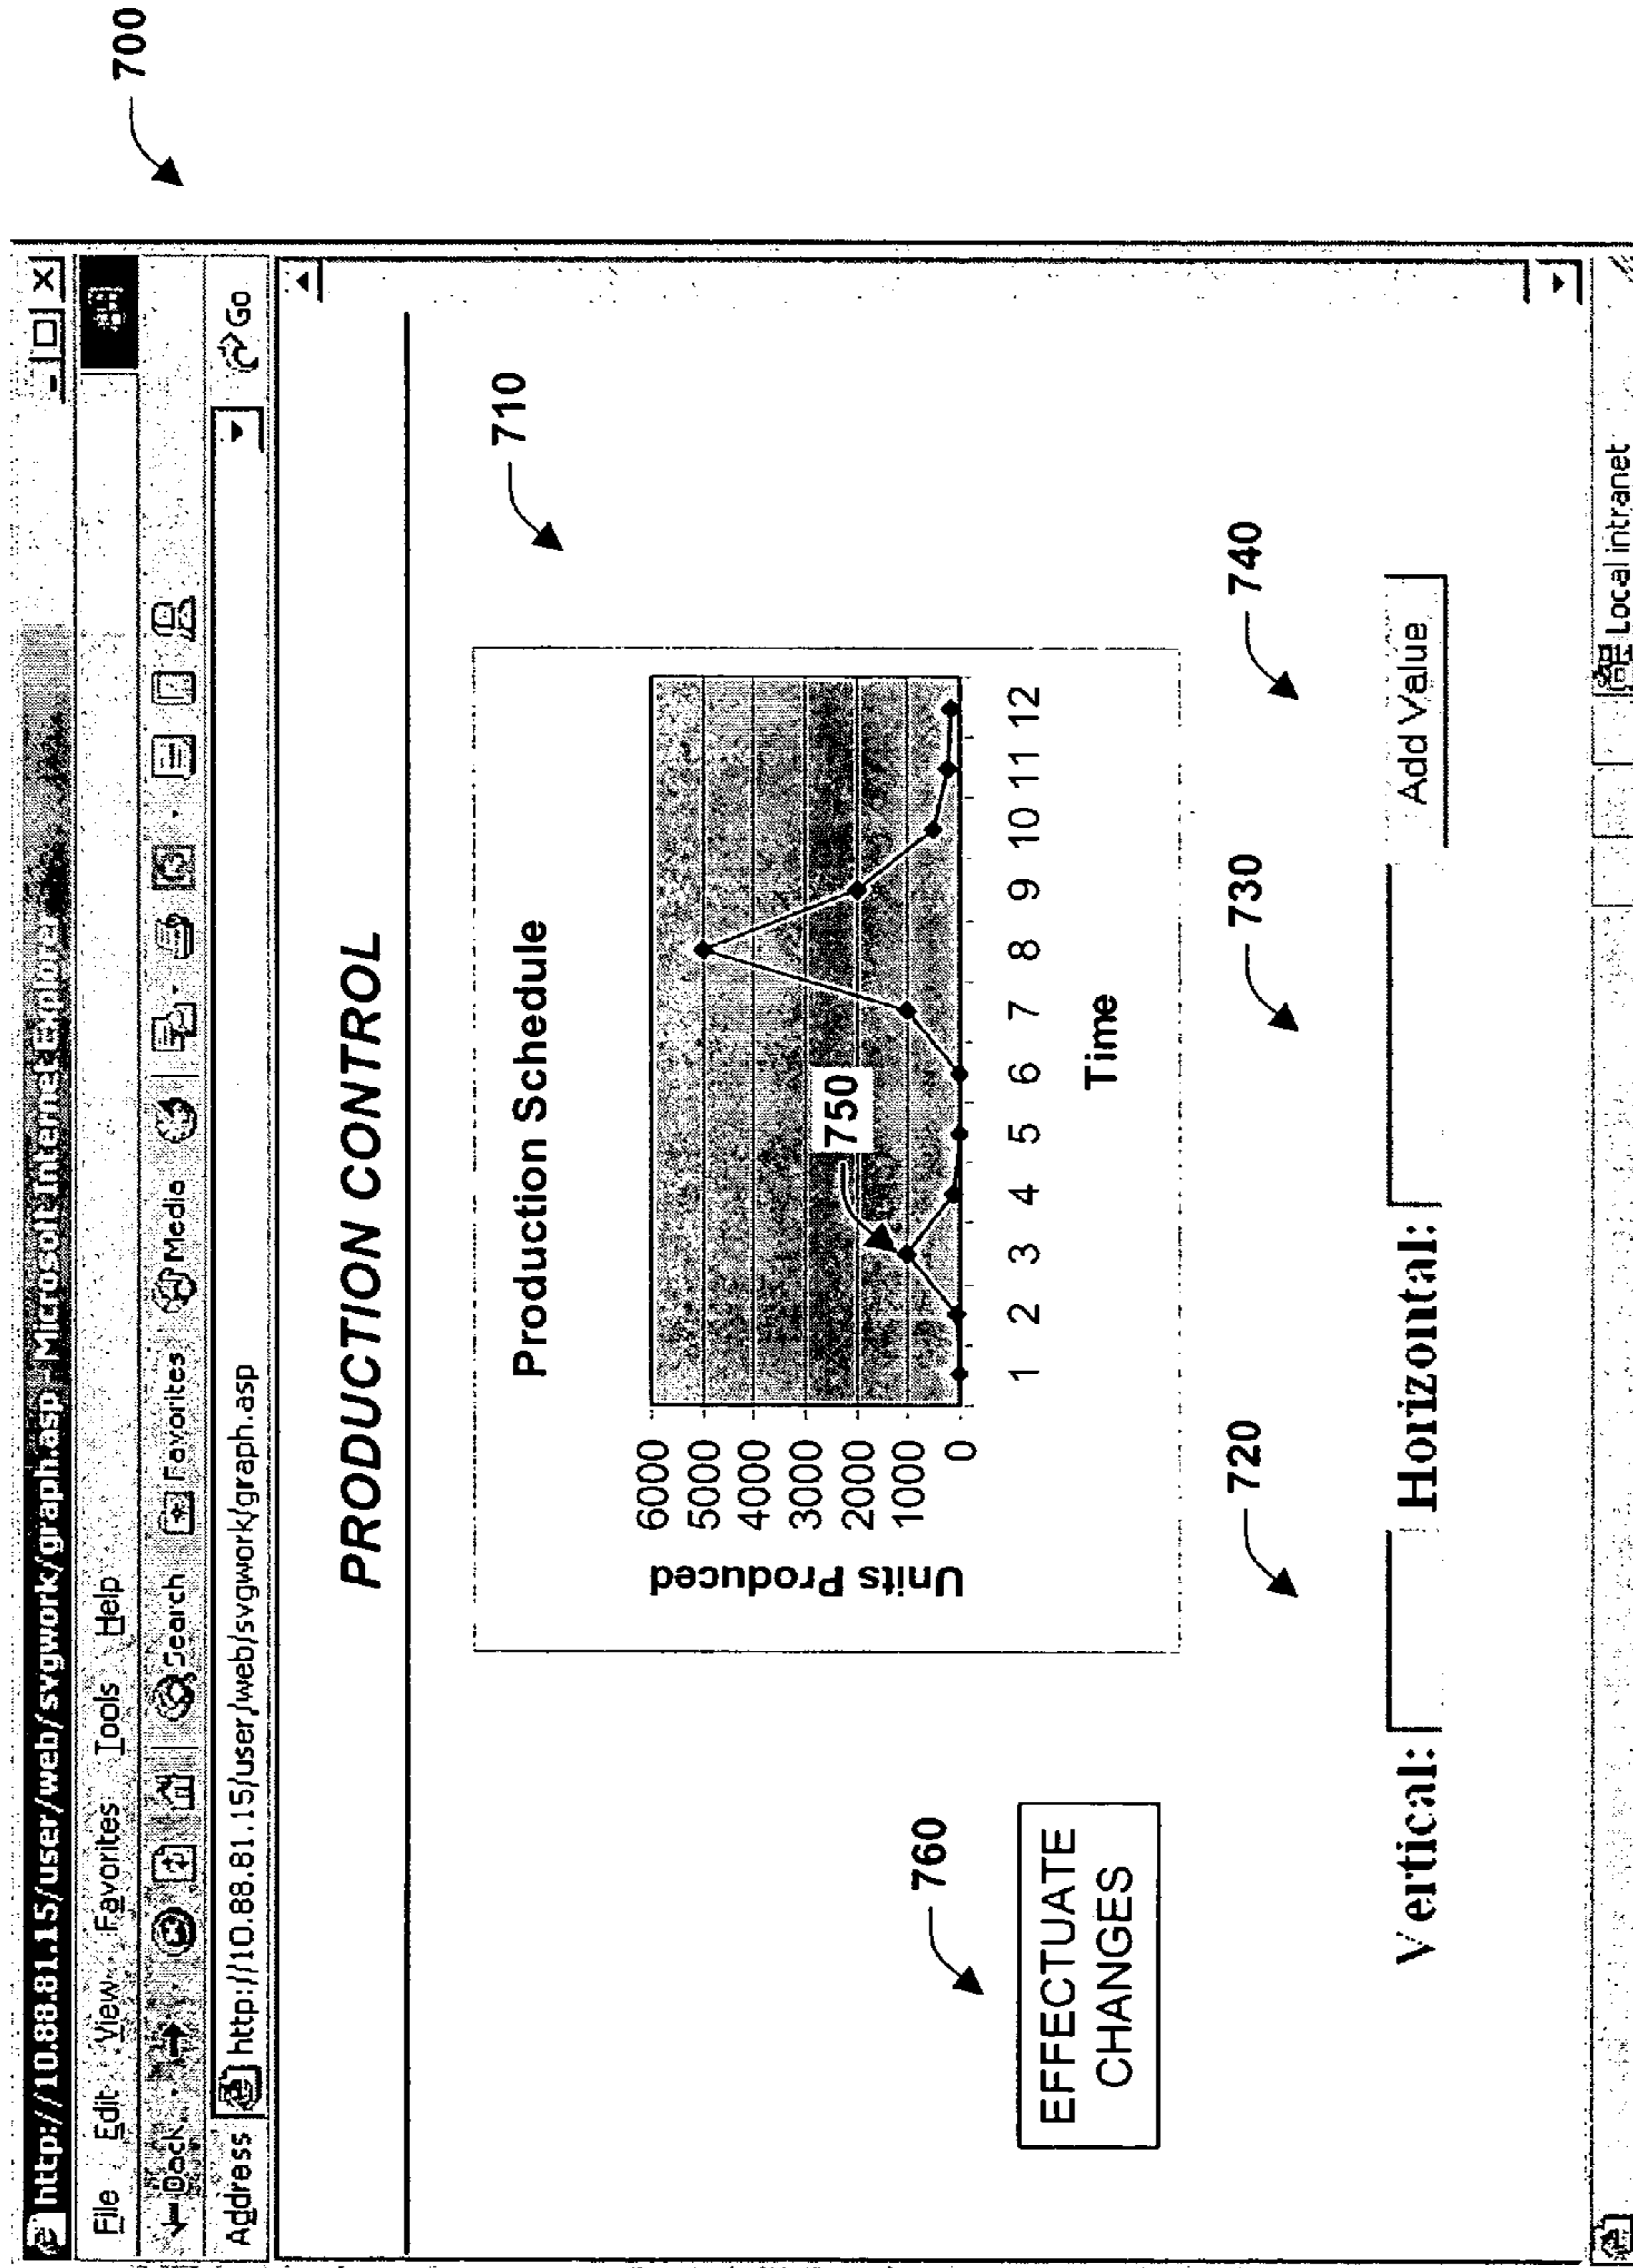 700
http://10.88.81.15/user/web/svgwork/graph.asp - Microsoft Internet Explorer
File Edit View Favorites Tools Help
Back Search Favorites Media
Address http://10.88.81.15/user/web/svgwork/graph.asp Go
PRODUCTION CONTROL
710
Production Schedule
Units Produced
6000
5000
4000
3000
2000
1000
0
750
1 2 3 4 5 6 7 8 9 10 11 12
Time
760
EFFECTUATE
CHANGES
720 730 740
Vertical: Horizontal: Add Value
Local intranet